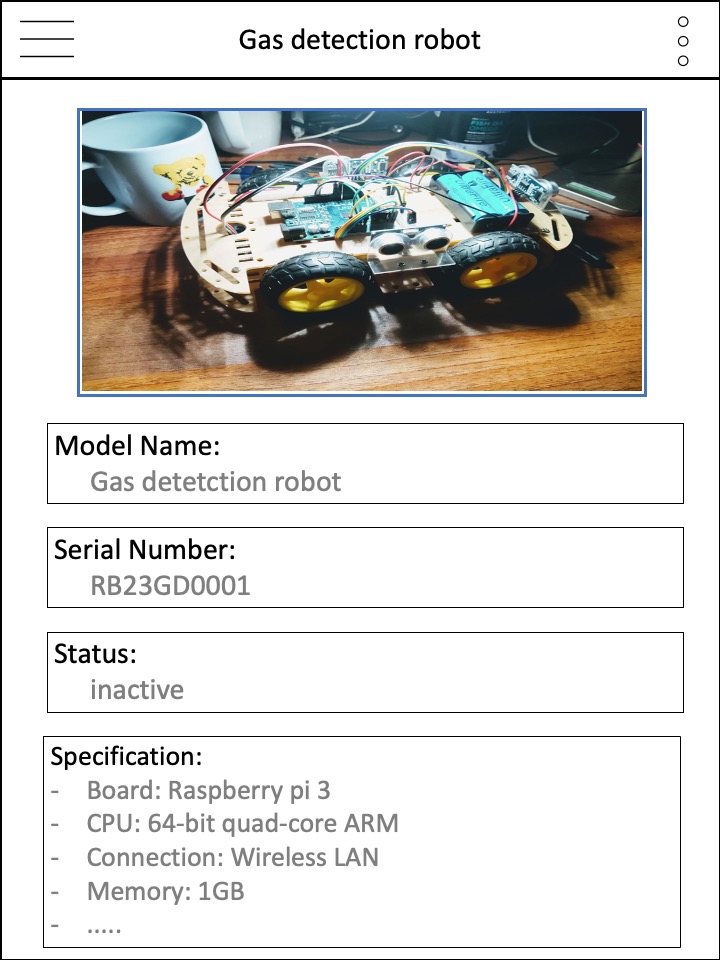 Gas detection robot
Model Name:
Gas detetction robot
Serial Number:
RB23GD0001
Status:
inactive
Specification:
- Board: Raspberry pi 3
- CPU: 64-bit quad-core ARM
- Connection: Wireless LAN
- Memory: 1GB
- .....